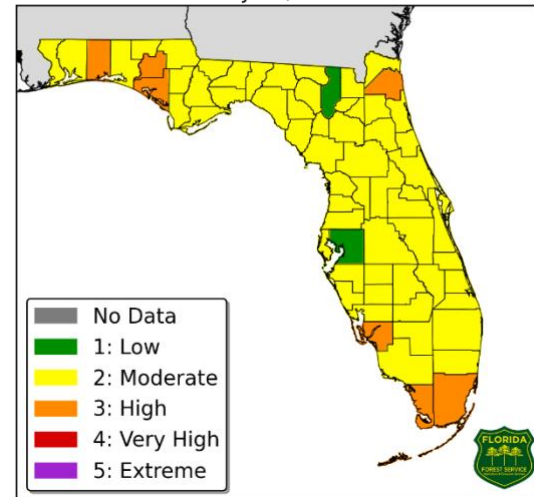 No Data
1: Low
2: Moderate
3: High
4: Very High
5: Extreme
FLORIDA
FOREST SERVICE